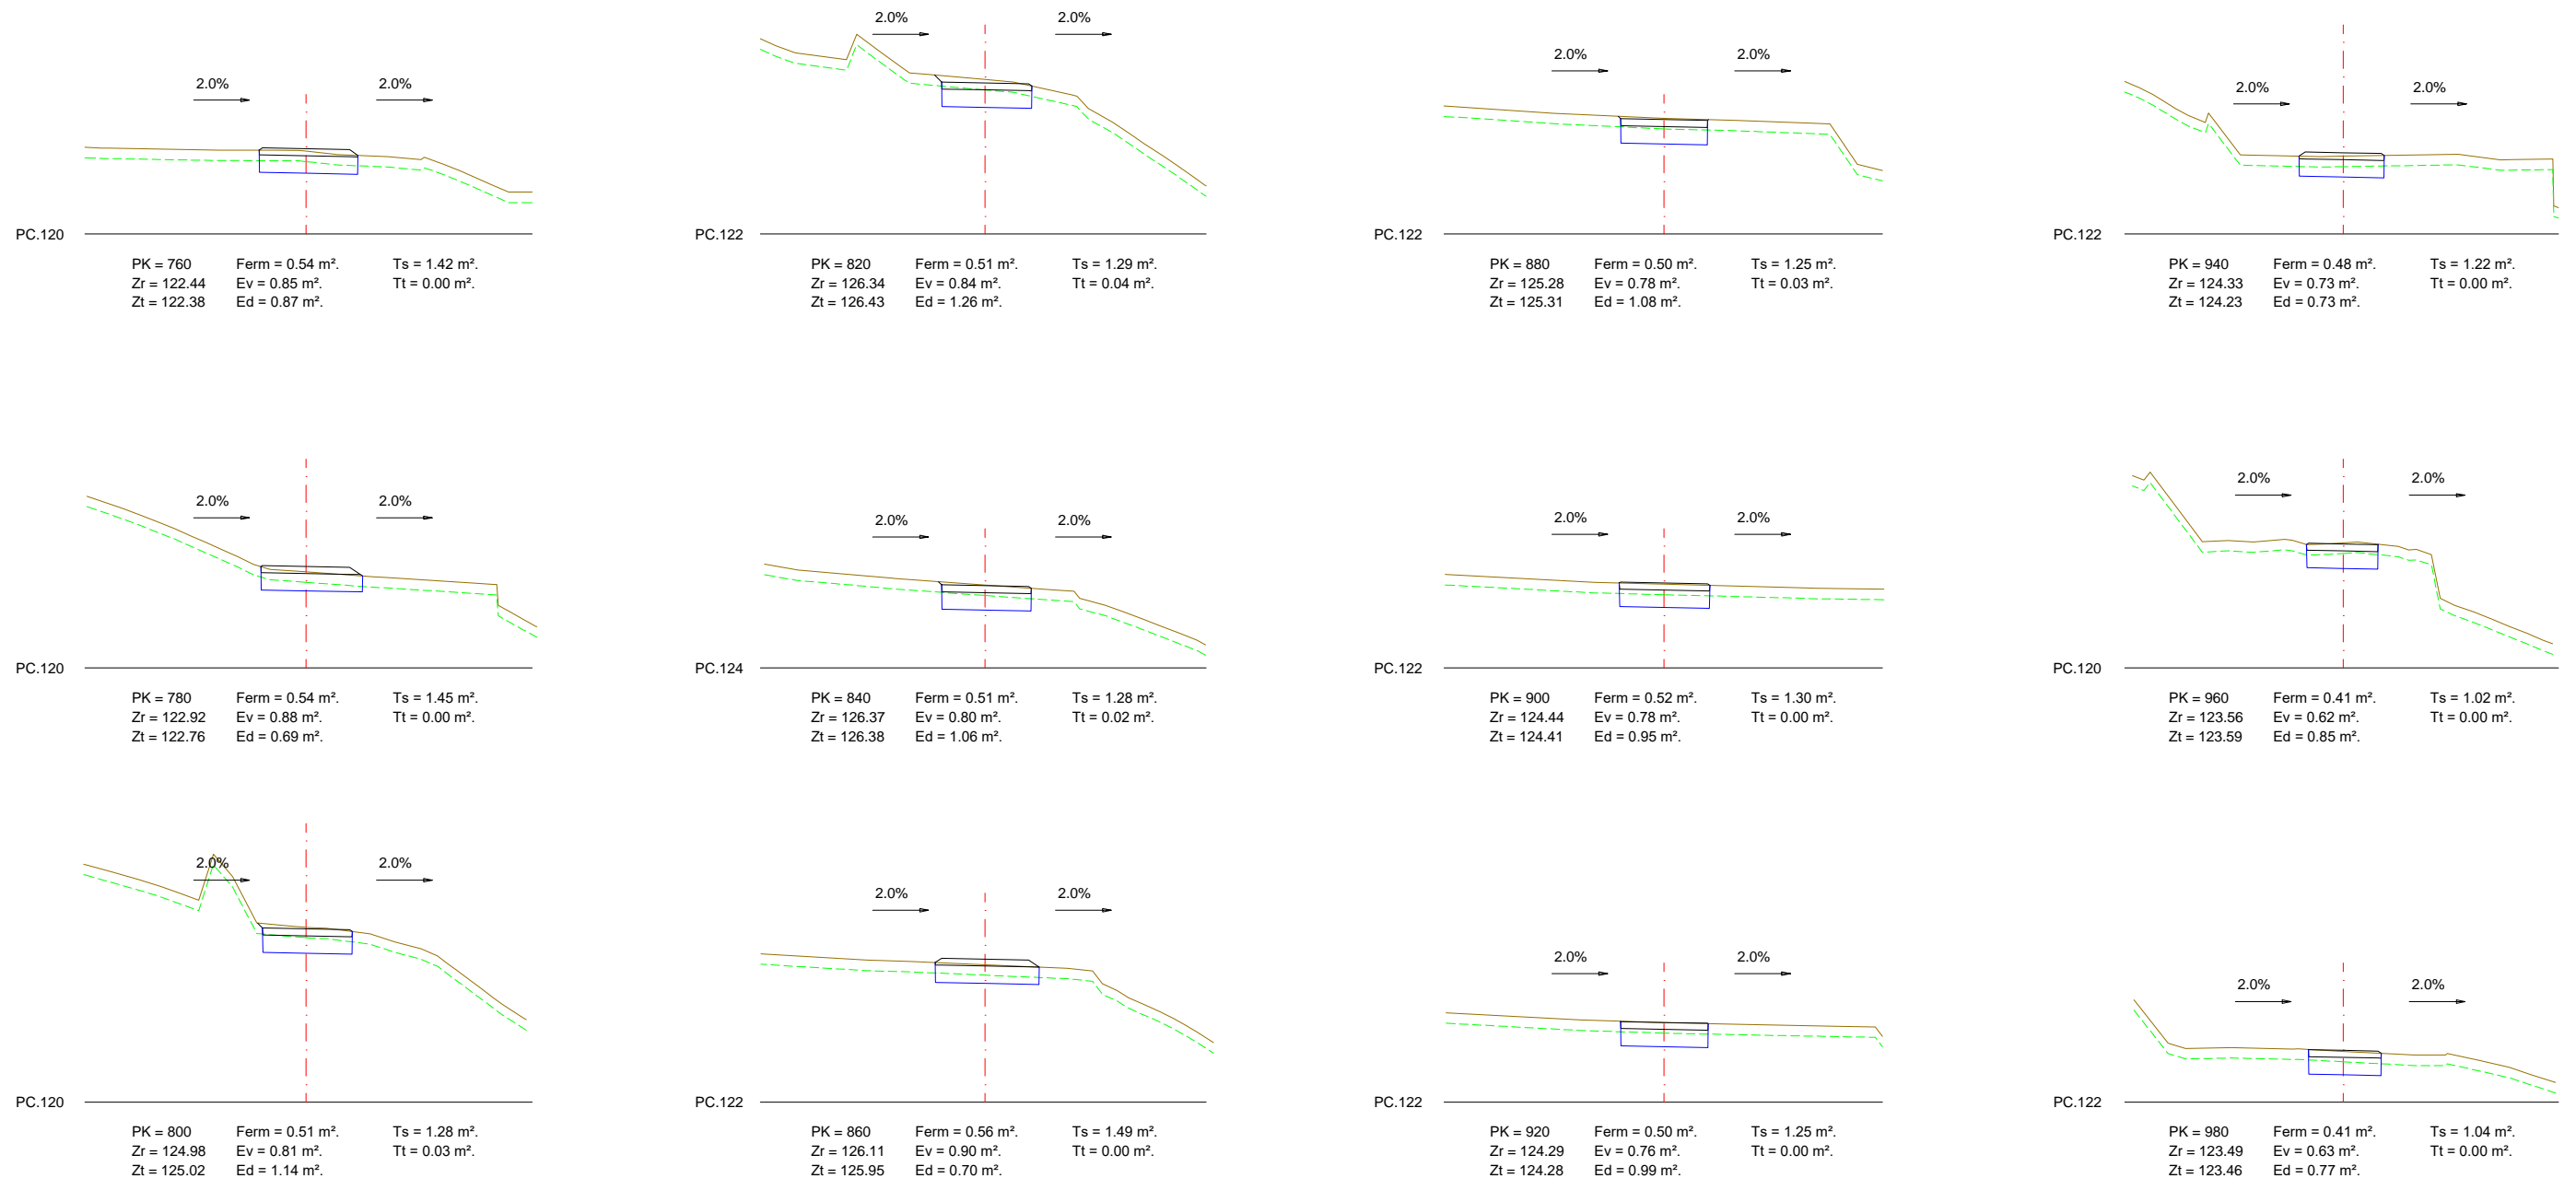 2.0% 2.0%
PC.120
PK = 760 Ferm = 0.54 m². Ts = 1.42 m².
Zr = 122.44 Ev = 0.85 m². Tt = 0.00 m².
Zt = 122.38 Ed = 0.87 m².
2.0% 2.0%
PC.122
PK = 820 Ferm = 0.51 m². Ts = 1.29 m².
Zr = 126.34 Ev = 0.84 m². Tt = 0.04 m².
Zt = 126.43 Ed = 1.26 m².
2.0% 2.0%
PC.122
PK = 880 Ferm = 0.50 m². Ts = 1.25 m².
Zr = 125.28 Ev = 0.78 m². Tt = 0.03 m².
Zt = 125.31 Ed = 1.08 m².
2.0% 2.0%
PC.122
PK = 940 Ferm = 0.48 m². Ts = 1.22 m².
Zr = 124.33 Ev = 0.73 m². Tt = 0.00 m².
Zt = 124.23 Ed = 0.73 m².
2.0% 2.0%
PC.120
PK = 780 Ferm = 0.54 m². Ts = 1.45 m².
Zr = 122.92 Ev = 0.88 m². Tt = 0.00 m².
Zt = 122.76 Ed = 0.69 m².
2.0% 2.0%
PC.124
PK = 840 Ferm = 0.51 m². Ts = 1.28 m².
Zr = 126.37 Ev = 0.80 m². Tt = 0.02 m².
Zt = 126.38 Ed = 1.06 m².
2.0% 2.0%
PC.122
PK = 900 Ferm = 0.52 m². Ts = 1.30 m².
Zr = 124.44 Ev = 0.78 m². Tt = 0.00 m².
Zt = 124.41 Ed = 0.95 m².
2.0% 2.0%
PC.120
PK = 960 Ferm = 0.41 m². Ts = 1.02 m².
Zr = 123.56 Ev = 0.62 m². Tt = 0.00 m².
Zt = 123.59 Ed = 0.85 m².
2.0% 2.0%
PC.120
PK = 800 Ferm = 0.51 m². Ts = 1.28 m².
Zr = 124.98 Ev = 0.81 m². Tt = 0.03 m².
Zt = 125.02 Ed = 1.14 m².
2.0% 2.0%
PC.122
PK = 860 Ferm = 0.56 m². Ts = 1.49 m².
Zr = 126.11 Ev = 0.90 m². Tt = 0.00 m².
Zt = 125.95 Ed = 0.70 m².
2.0% 2.0%
PC.122
PK = 920 Ferm = 0.50 m². Ts = 1.25 m².
Zr = 124.29 Ev = 0.76 m². Tt = 0.00 m².
Zt = 124.28 Ed = 0.99 m².
2.0% 2.0%
PC.122
PK = 980 Ferm = 0.41 m². Ts = 1.04 m².
Zr = 123.49 Ev = 0.63 m². Tt = 0.00 m².
Zt = 123.46 Ed = 0.77 m².